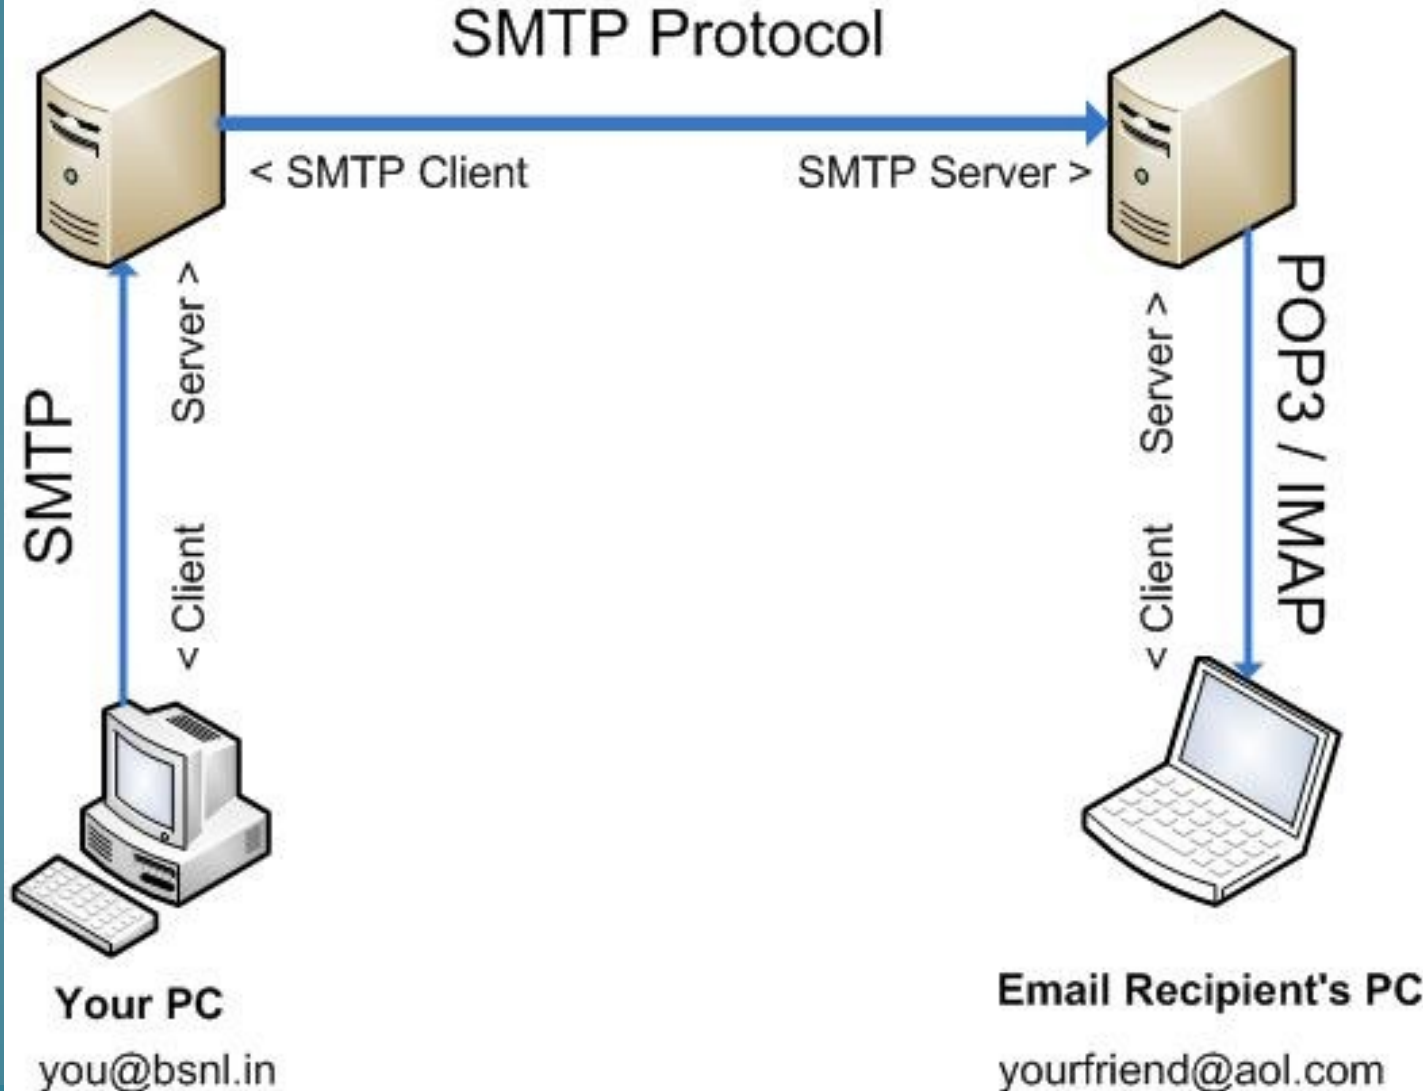 SMTP Protocol
< SMTP Client
SMTP Server >
SMTP
< Client Server >
< Client Server >
POP3 / IMAP
Your PC
you@bsnl.in
Email Recipient's PC
yourfriend@aol.com